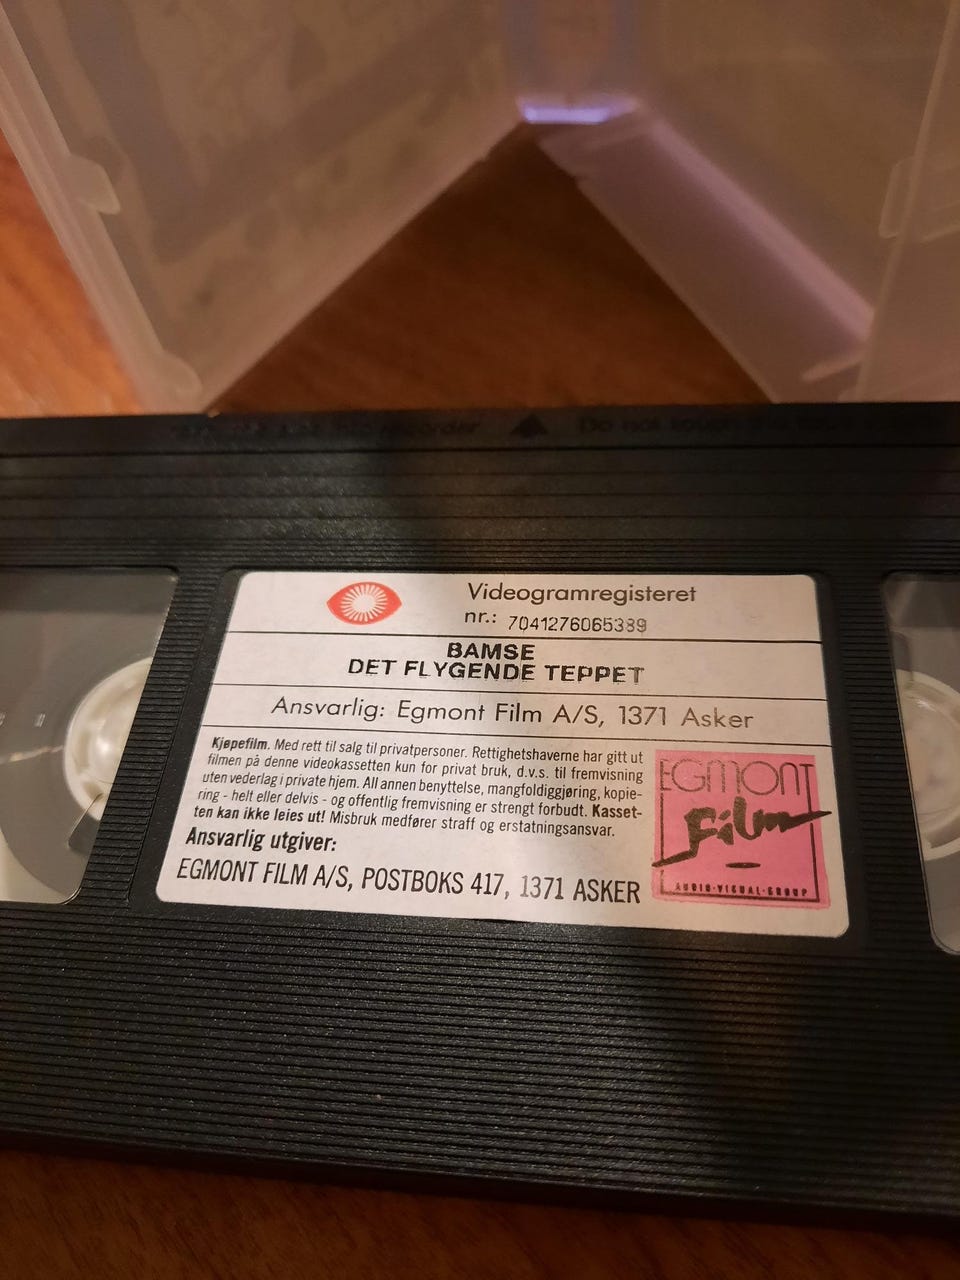 recorder
Do not touch
Videogramregisteret
nr.: 7041276065389
BAMSE
DET FLYGENDE TEPPET
Ansvarlig: Egmont Film A/S, 1371 Asker
Kjøpefilm. Med rett til salg til privatpersoner. Rettighetshaverne har gitt ut
filmen på denne videokassetten kun for privat bruk, d.v.s. til fremvisning
uten vederlag i private hjem. All annen benyttelse, mangfoldiggjøring, kopie-
ring - helt eller delvis - og offentlig fremvisning er strengt forbudt. Kasset-
ten kan ikke leies ut! Misbruk medfører straff og erstatningsansvar.
Ansvarlig utgiver:
EGMONT FILM A/S, POSTBOKS 417, 1371 ASKER
EGMONT
Film
AUDIO·VISUAL·GROUP